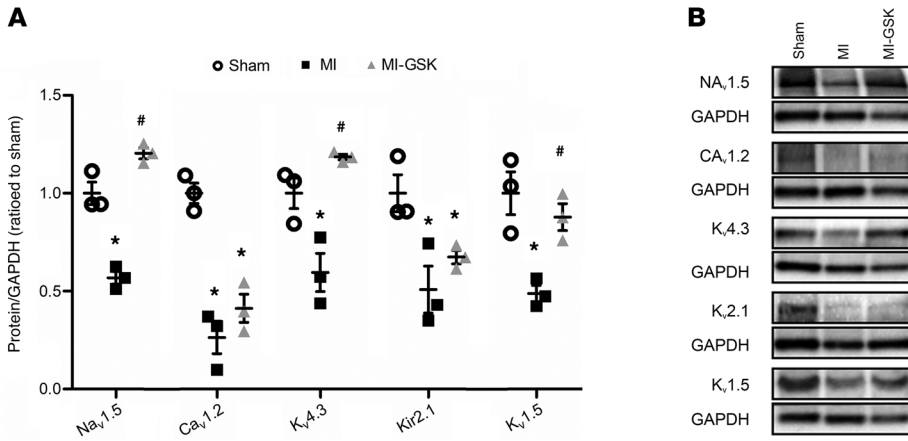 A
Sham MI MI-GSK
Protein/GAPDH (ratioed to sham)
1.5
#
#
#
1.0
*
*
*
*
*
*
*
0.5
0.0
Naᵥ1.5 Caᵥ1.2 Kᵥ4.3 Kir2.1 Kᵥ1.5
B
Sham MI MI-GSK
NAᵥ1.5
GAPDH
CAᵥ1.2
GAPDH
Kᵥ4.3
GAPDH
Kᵥ2.1
GAPDH
Kᵥ1.5
GAPDH